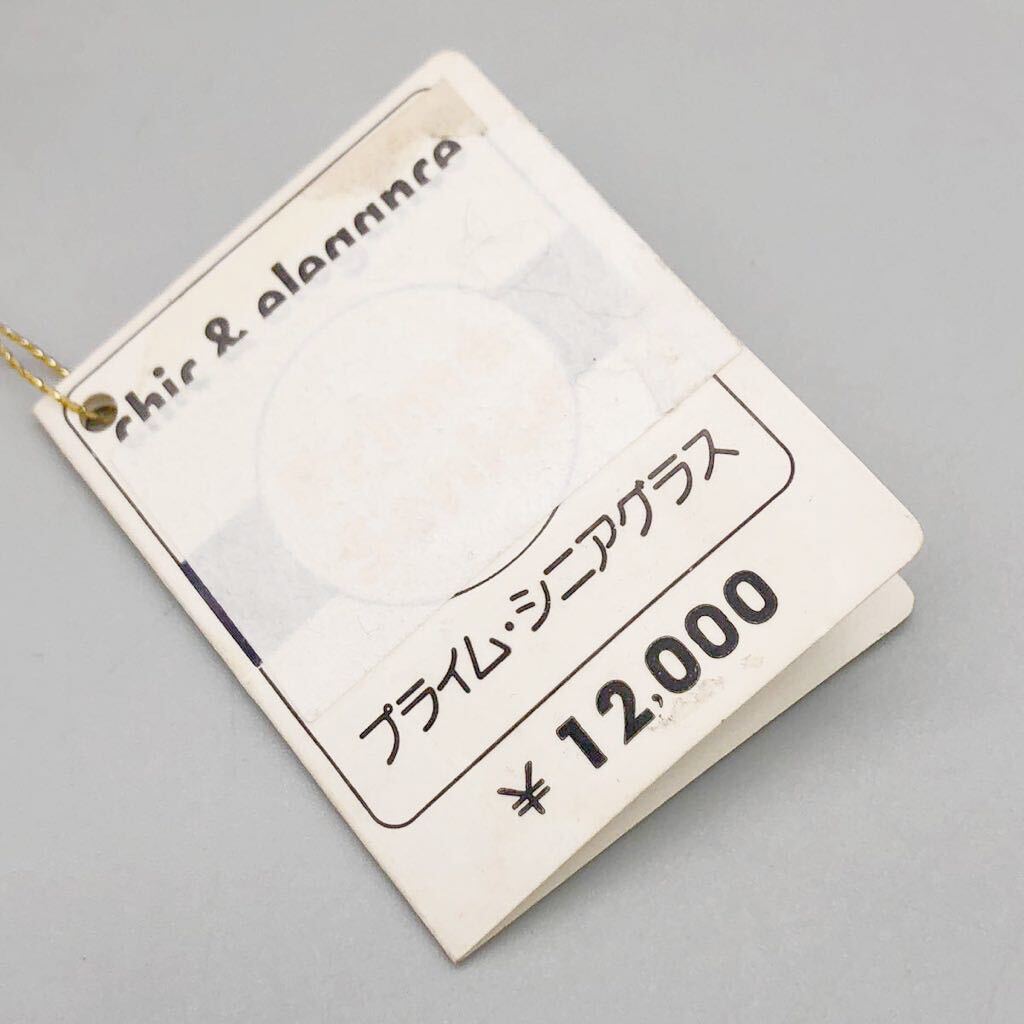 chic & elegance
プライム・シニアグラス
¥ 12,000